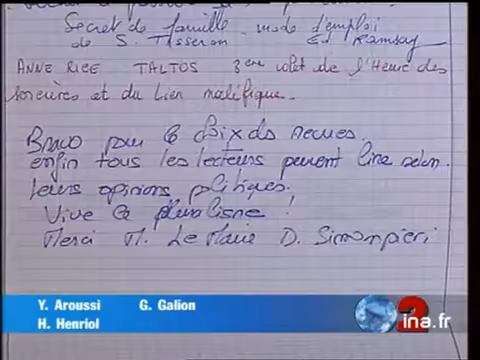 Secret de famille - mode d'emploi
de S. Tisseron Ed Ramsay
ANNE RICE TALTOS 3ème volet de l'Heure des
sorcières et du Lien maléfique.
Bravo pour le choix des revues.
enfin tous les lecteurs peuvent lire selon
leurs opinions politiques.
Vive le pluralisme !
Merci M. Le Maire D. Simonpieri
Y. Aroussi G. Galion
H. Henriol
2
ina.fr